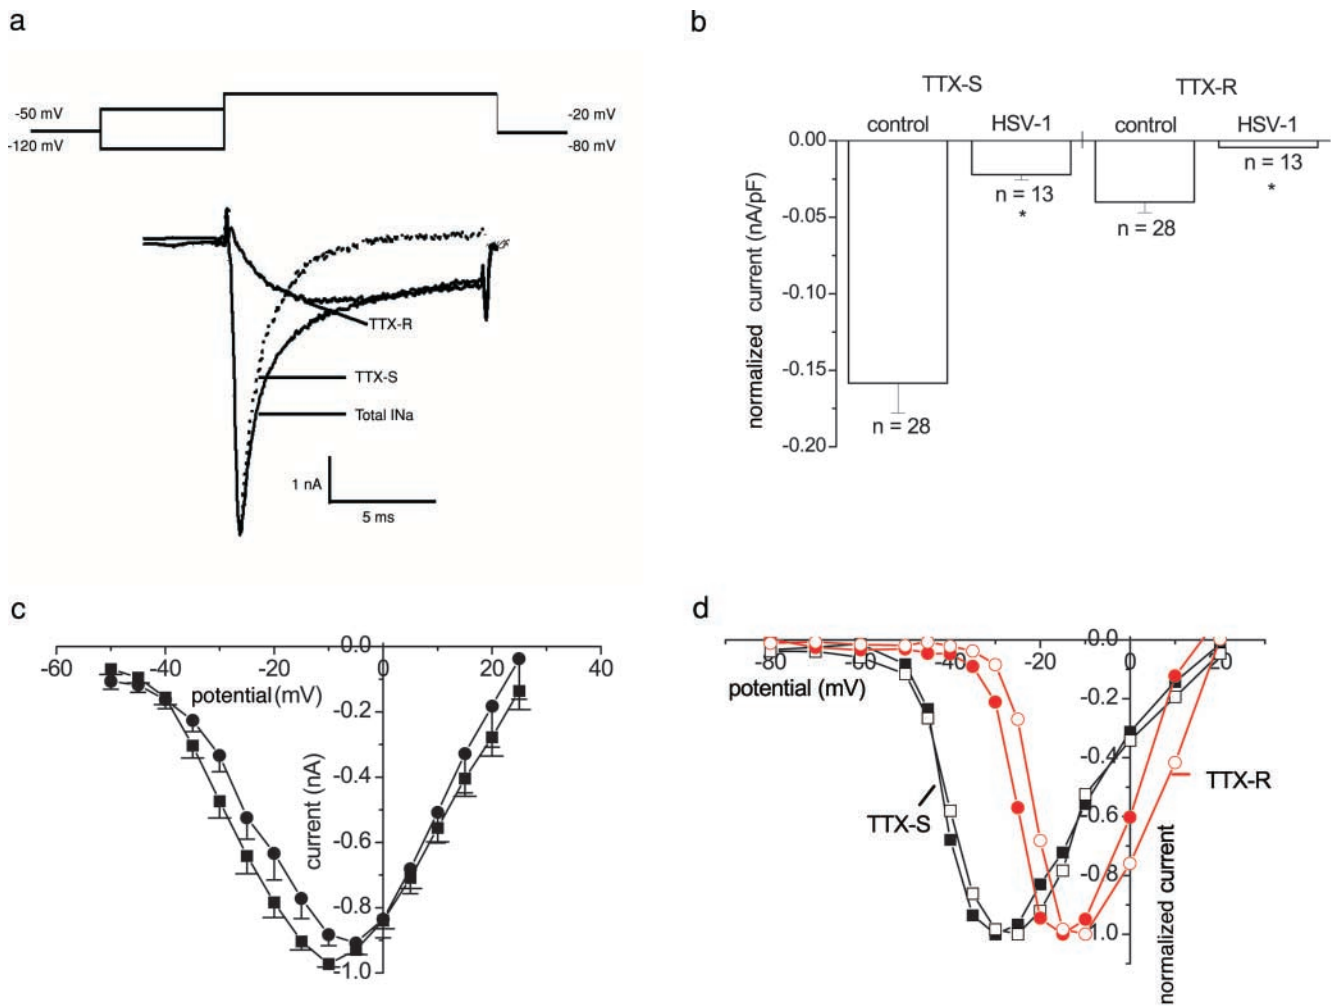 a
-50 mV
-20 mV
-120 mV
-80 mV
TTX-R
TTX-S
Total INa
1 nA
5 ms
b
TTX-S
TTX-R
control
HSV-1
control
HSV-1
0.00
-0.05
-0.10
-0.15
-0.20
normalized current (nA/pF)
n = 28
n = 13
*
n = 28
n = 13
*
c
-60
-40
-20
0
20
40
potential (mV)
0.0
-0.2
-0.4
-0.6
-0.8
-1.0
current (nA)
d
-80
-60
-40
-20
0
20
potential (mV)
0.0
-0.2
-0.4
-0.6
-0.8
-1.0
normalized current
TTX-S
TTX-R